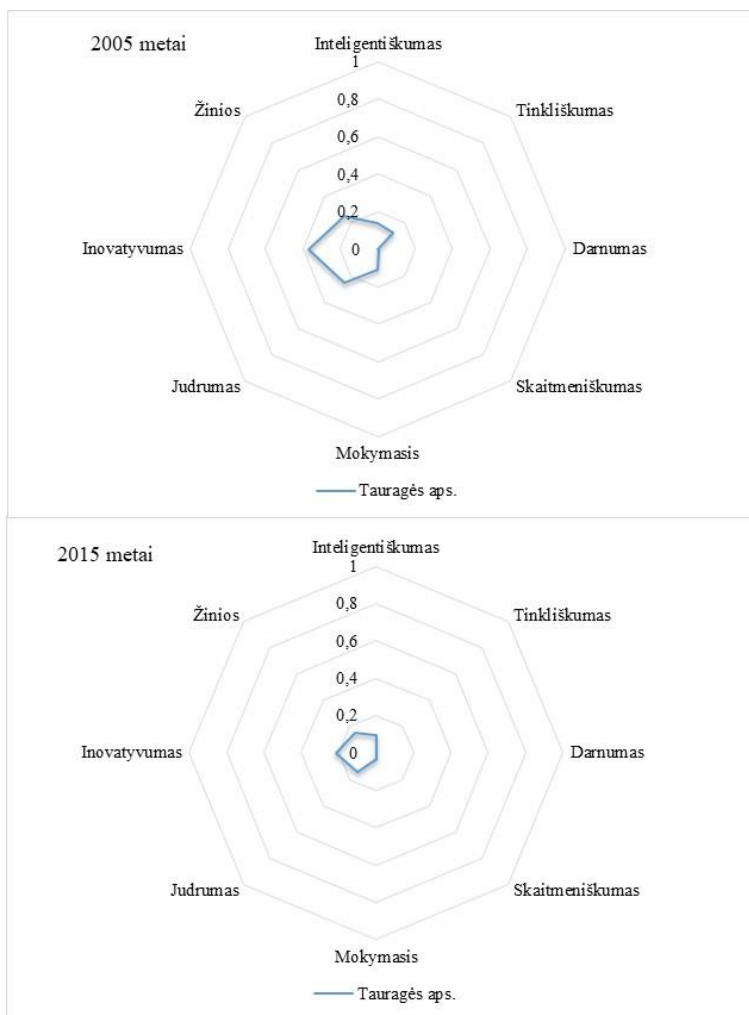 2005 metai
Inteligentiškumas
1
Tinkliškumas
Žinios
0,8
0,6
0,4
0,2
Inovatyvumas
0
Darnumas
Judrumas
Skaitmeniškumas
Mokymasis
Tauragės aps.
2015 metai
Inteligentiškumas
1
Žinios
0,8
Tinkliškumas
0,6
0,4
0,2
Inovatyvumas
0
Darnumas
Judrumas
Skaitmeniškumas
Mokymasis
Tauragės aps.